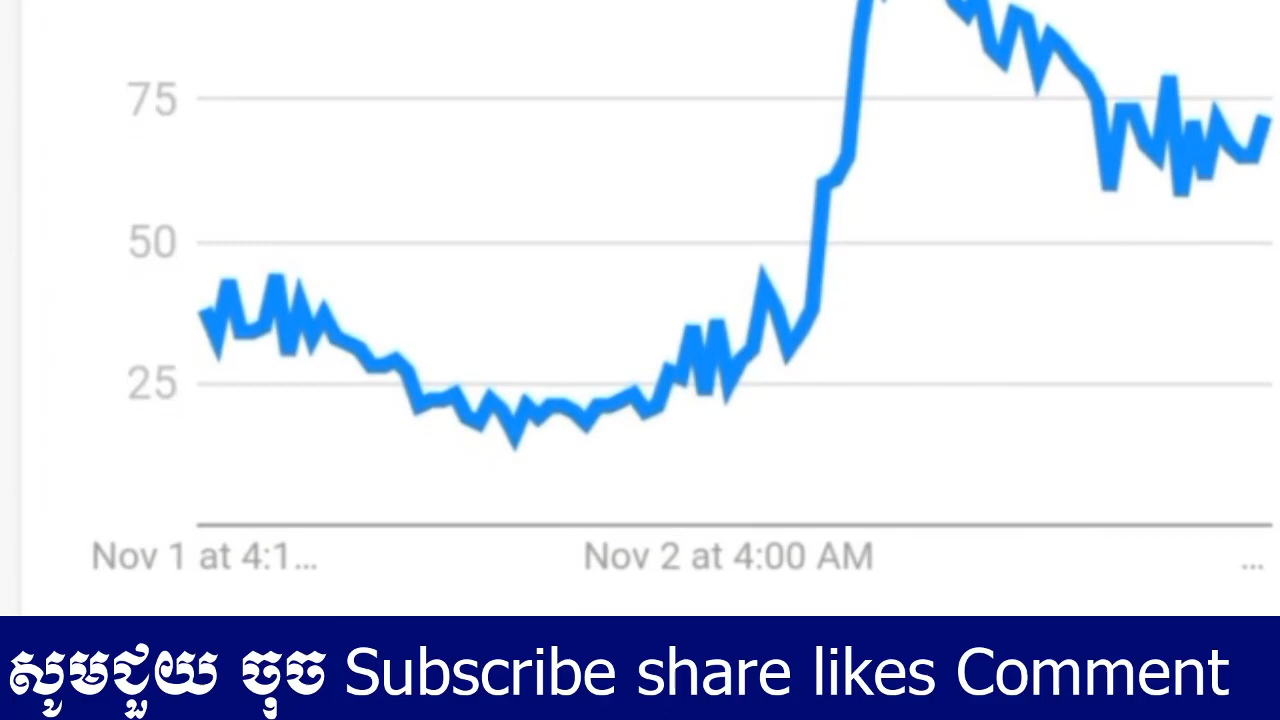 75
50
25
Nov 1 at 4:1...
Nov 2 at 4:00 AM
...
សូមជួយ ចុច Subscribe share likes Comment